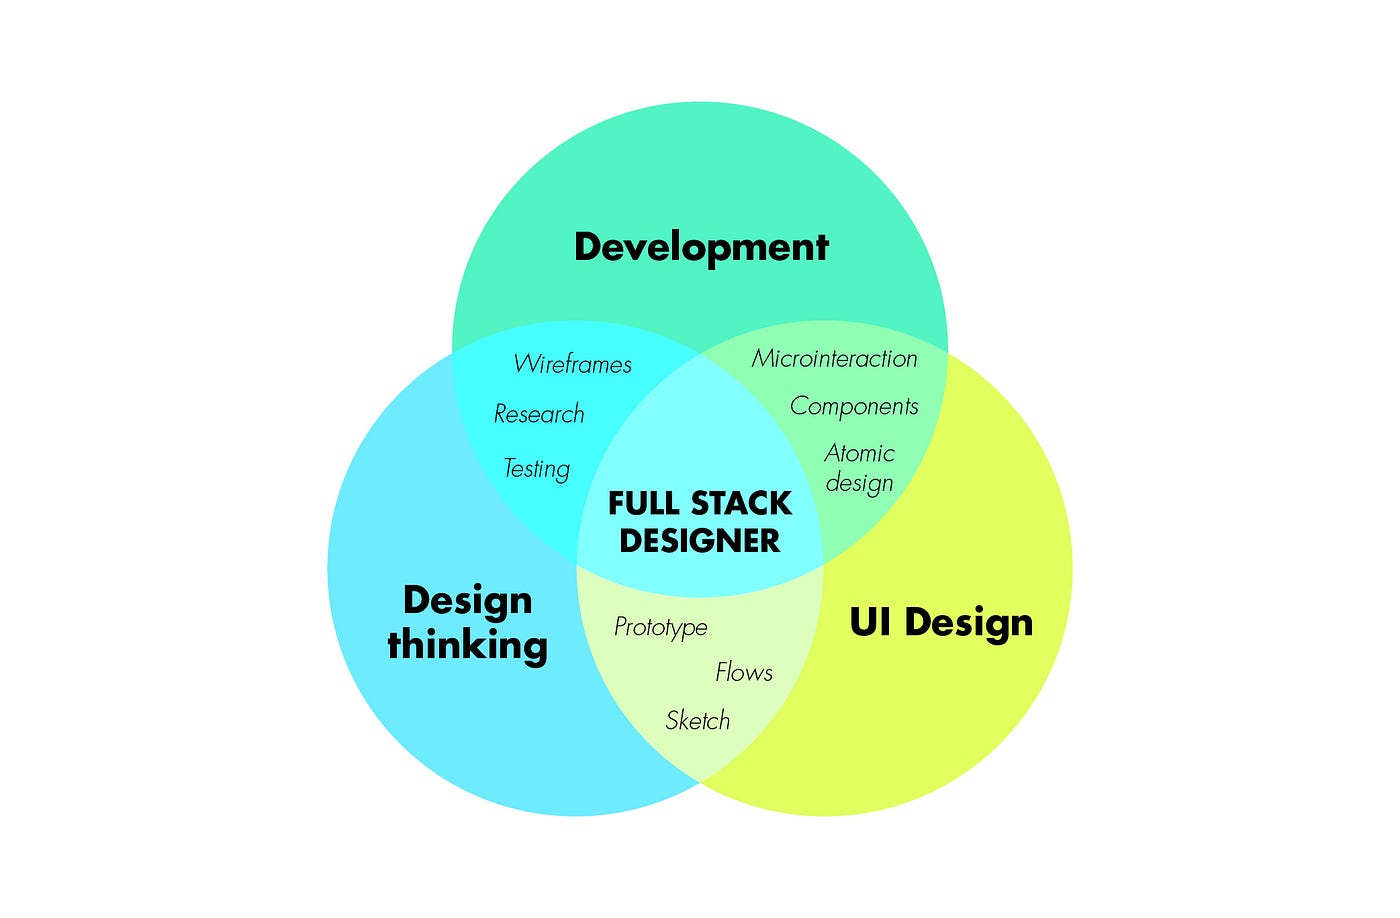 Development
Wireframes
Research
Testing
Microinteraction
Components
Atomic
design
FULL STACK
DESIGNER
Design
thinking
UI Design
Prototype
Flows
Sketch